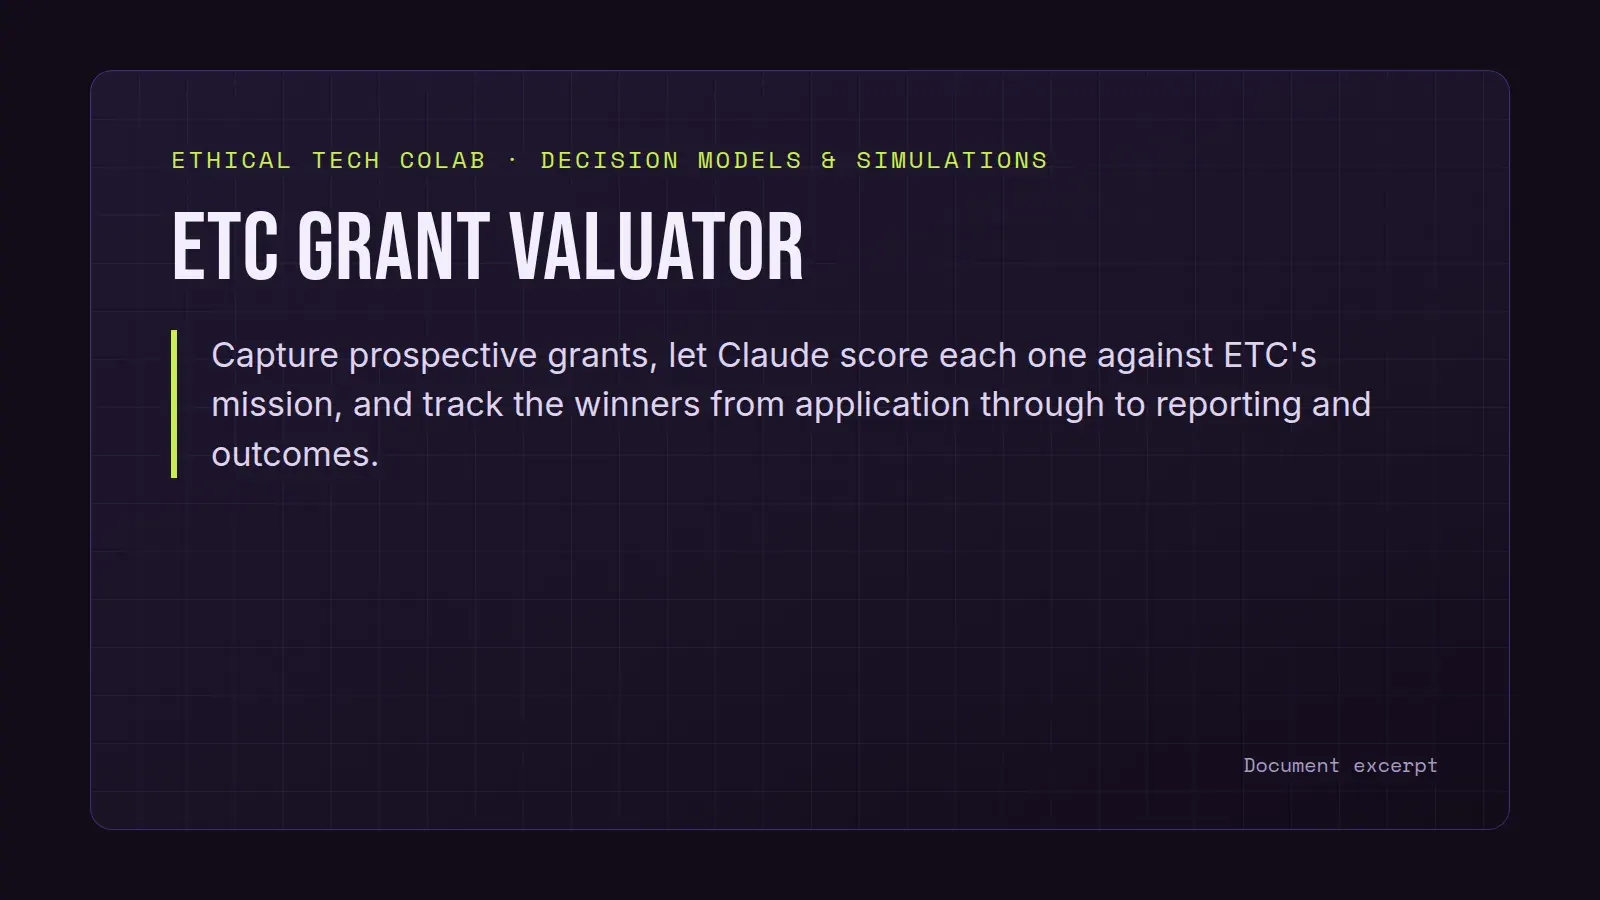 ETHICAL TECH COLAB · DECISION MODELS & SIMULATIONS
ETC GRANT VALUATOR
Capture prospective grants, let Claude score each one against ETC's
mission, and track the winners from application through to reporting and
outcomes.
Document excerpt